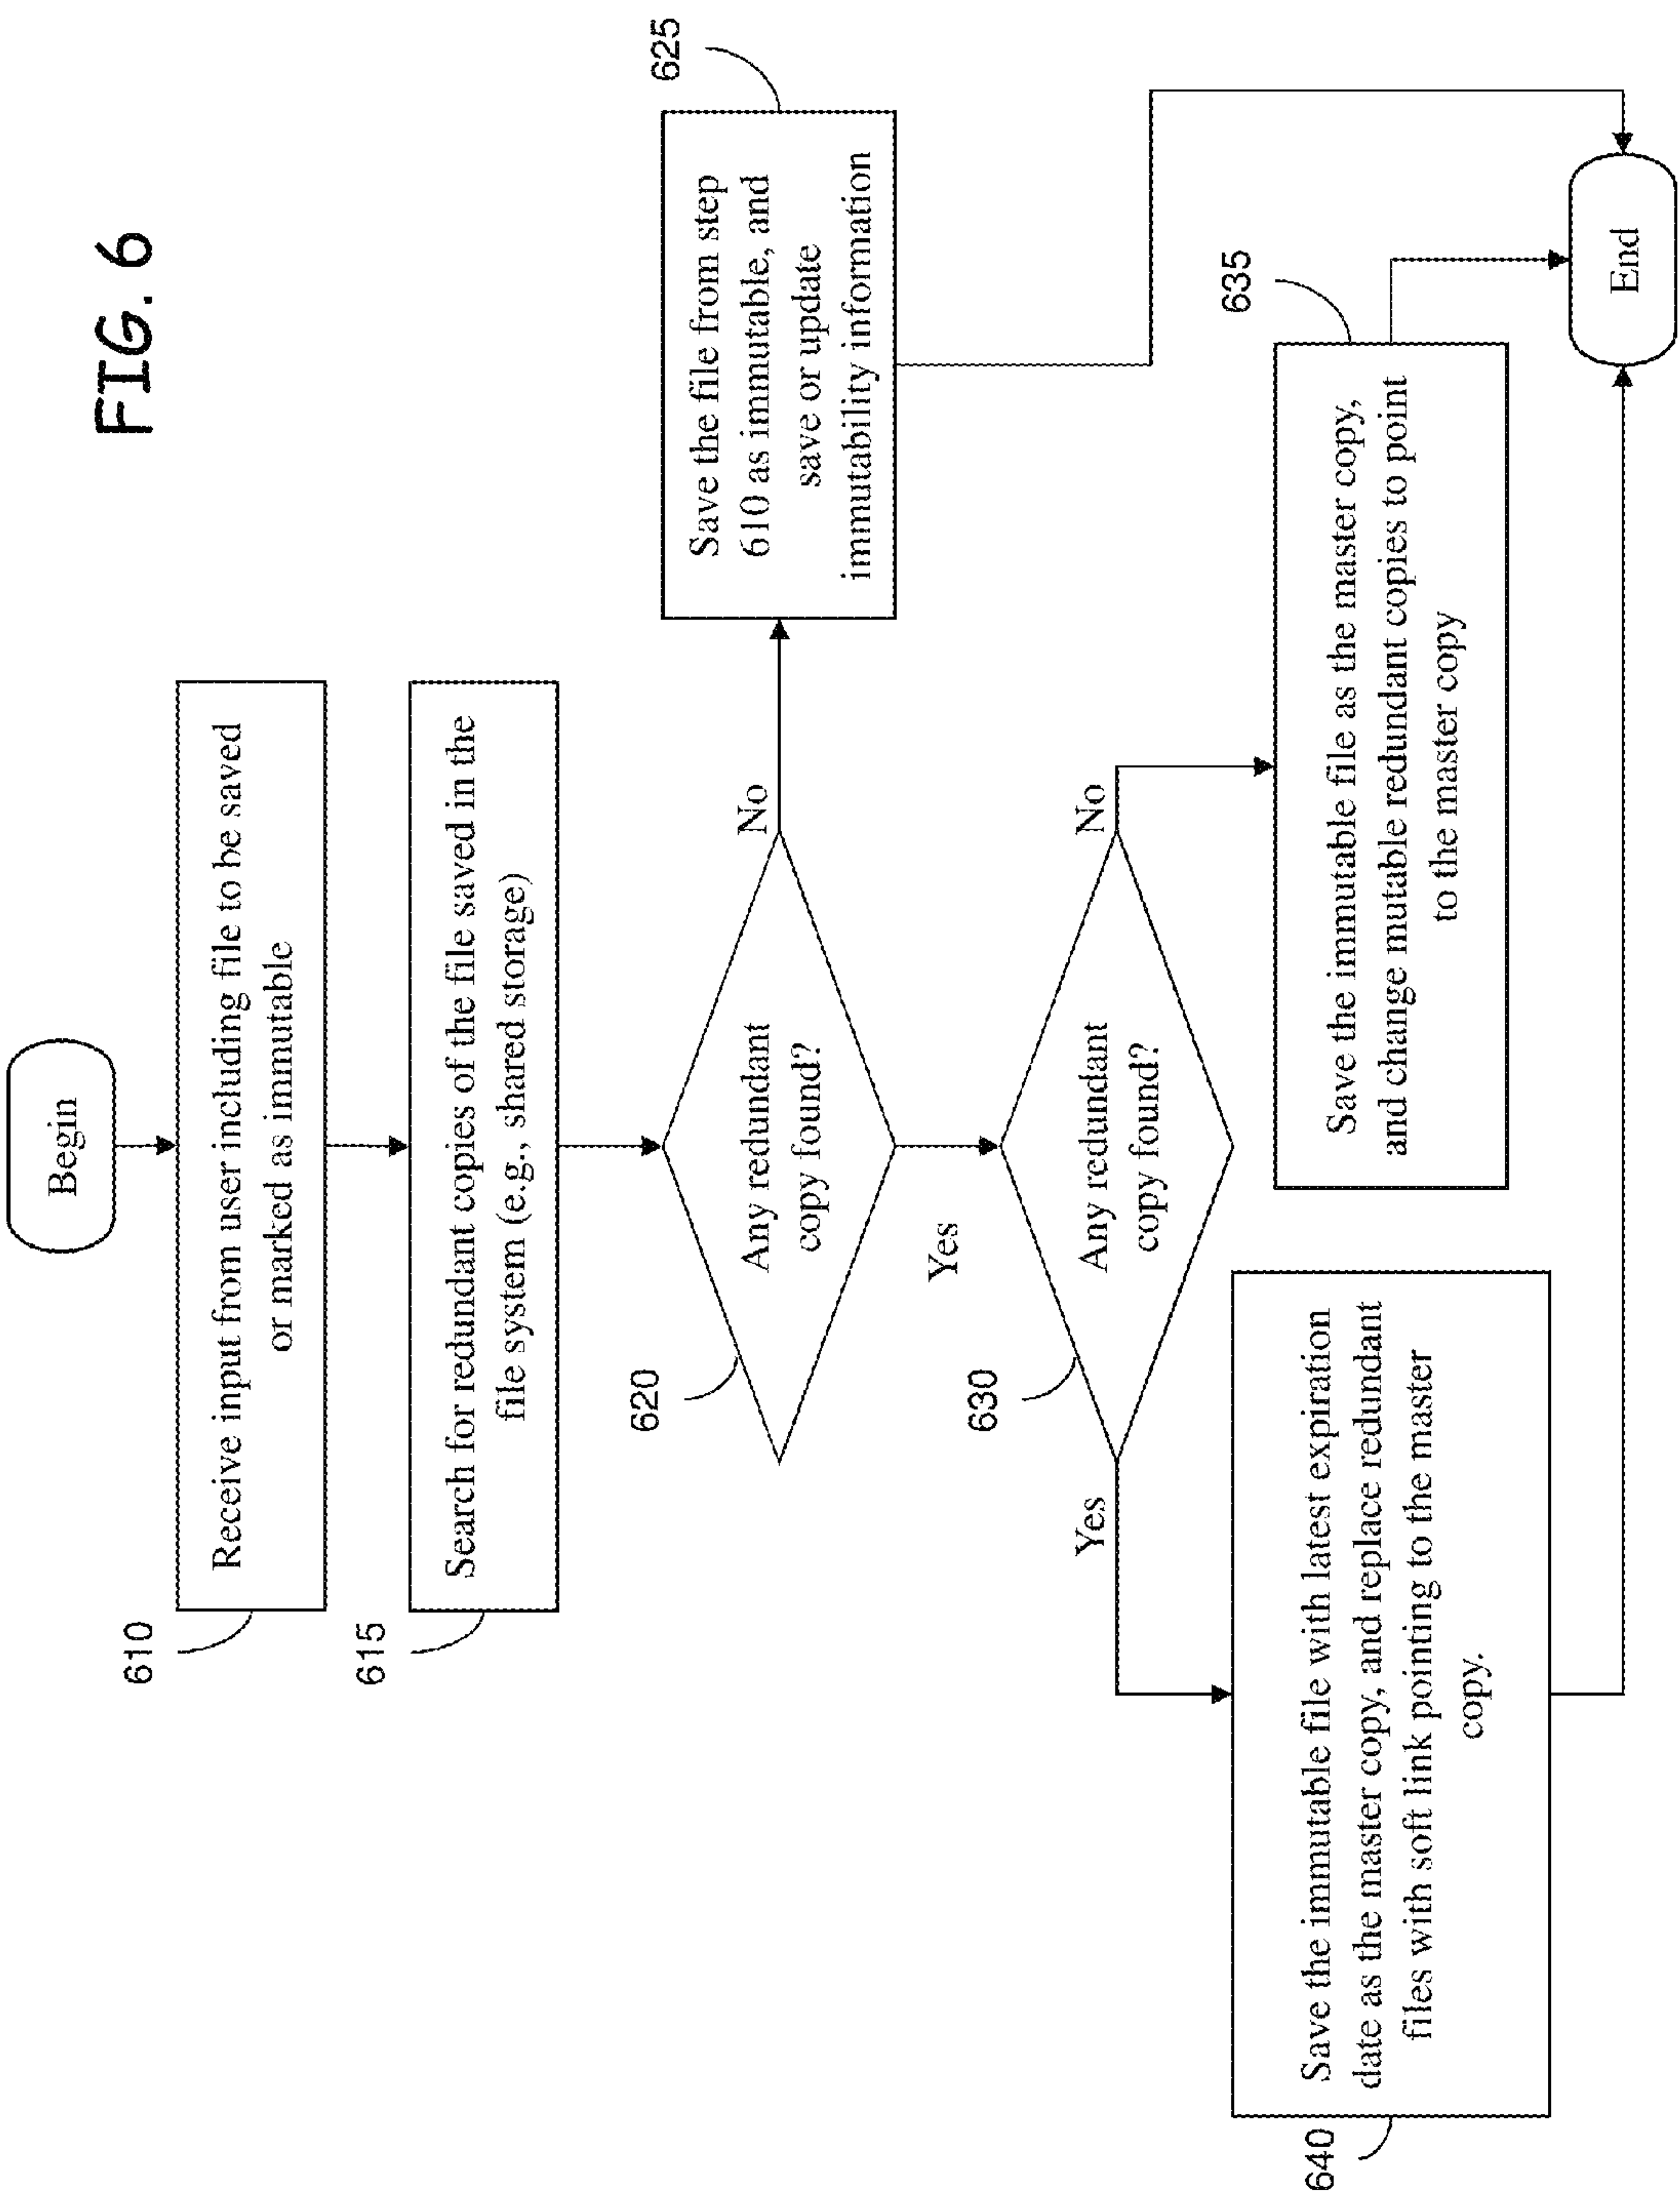 FIG. 6
Begin
610
Receive input from user including file to be saved
or marked as immutable
615
Search for redundant copies of the file saved in the
file system (e.g., shared storage)
620
Any redundant
copy found?
No
625
Save the file from step
610 as immutable, and
save or update
immutability information
Yes
630
Any redundant
copy found?
No
635
Save the immutable file as the master copy,
and change mutable redundant copies to point
to the master copy
Yes
640
Save the immutable file with latest expiration
date as the master copy, and replace redundant
files with soft link pointing to the master
copy.
End